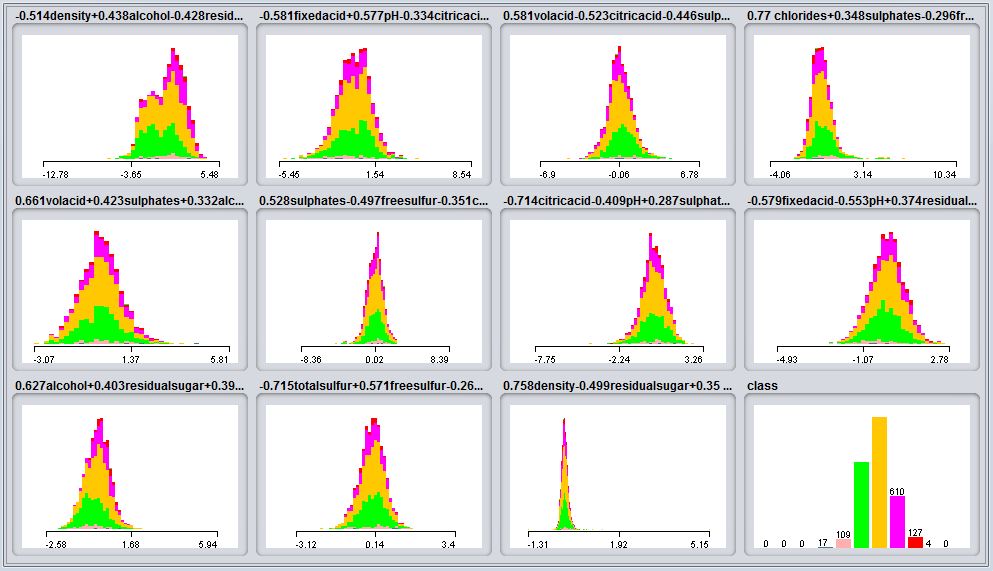 -0.514density+0.438alcohol-0.428resid...
-0.581fixedacid+0.577pH-0.334citricaci...
0.581volacid-0.523citricacid-0.446sulp...
0.77 chlorides+0.348sulphates-0.296fr...
-12.78 -3.65 5.48
-5.45 1.54 8.54
-6.9 -0.06 6.78
-4.06 3.14 10.34
0.661volacid+0.423sulphates+0.332alc...
0.528sulphates-0.497freesulfur-0.351c...
-0.714citricacid-0.409pH+0.287sulphat...
-0.579fixedacid-0.553pH+0.374residual...
-3.07 1.37 5.81
-8.36 0.02 8.39
-7.75 -2.24 3.26
-4.93 -1.07 2.78
0.627alcohol+0.403residualsugar+0.39...
-0.715totalsulfur+0.571freesulfur-0.26...
0.758density-0.499residualsugar+0.35 ...
class
-2.58 1.68 5.94
-3.12 0.14 3.4
-1.31 1.92 5.15
0 0 0 17 109 610 127 4 0